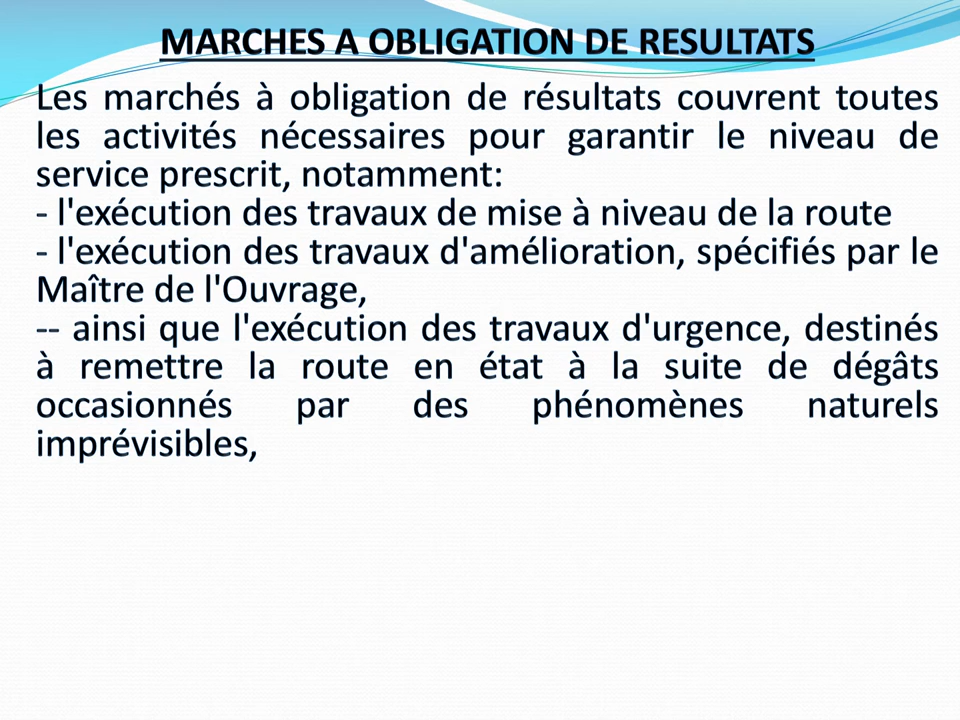 MARCHES A OBLIGATION DE RESULTATS
Les marchés à obligation de résultats couvrent toutes
les activités nécessaires pour garantir le niveau de
service prescrit, notamment:
- l'exécution des travaux de mise à niveau de la route
- l'exécution des travaux d'amélioration, spécifiés par le
Maître de l'Ouvrage,
-- ainsi que l'exécution des travaux d'urgence, destinés
à remettre la route en état à la suite de dégâts
occasionnés par des phénomènes naturels
imprévisibles,